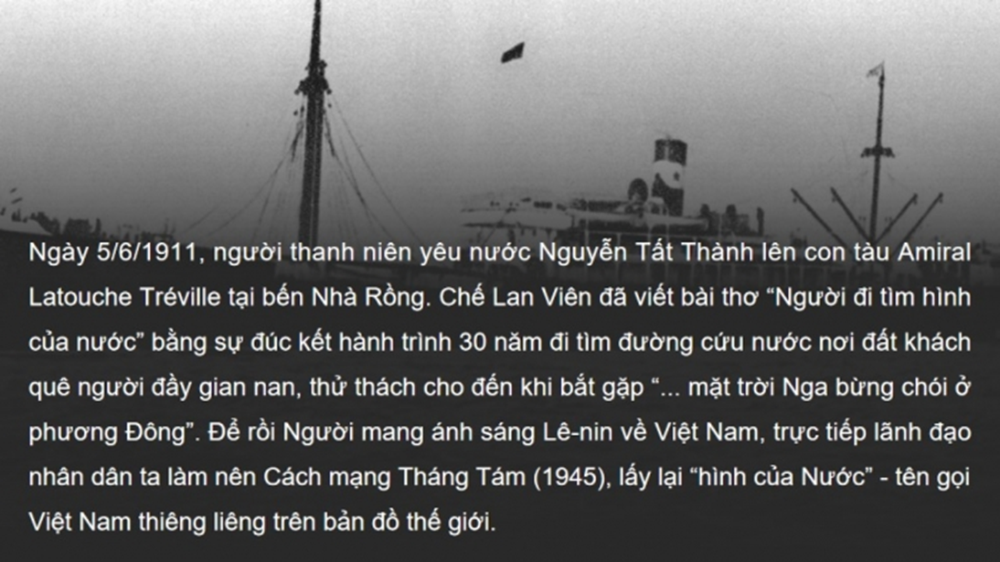 Ngày 5/6/1911, người thanh niên yêu nước Nguyễn Tất Thành lên con tàu Amiral
Latouche Tréville tại bến Nhà Rồng. Chế Lan Viên đã viết bài thơ “Người đi tìm hình
của nước” bằng sự đúc kết hành trình 30 năm đi tìm đường cứu nước nơi đất khách
quê người đầy gian nan, thử thách cho đến khi bắt gặp “... mặt trời Nga bừng chói ở
phương Đông”. Để rồi Người mang ánh sáng Lê-nin về Việt Nam, trực tiếp lãnh đạo
nhân dân ta làm nên Cách mạng Tháng Tám (1945), lấy lại “hình của Nước” - tên gọi
Việt Nam thiêng liêng trên bản đồ thế giới.